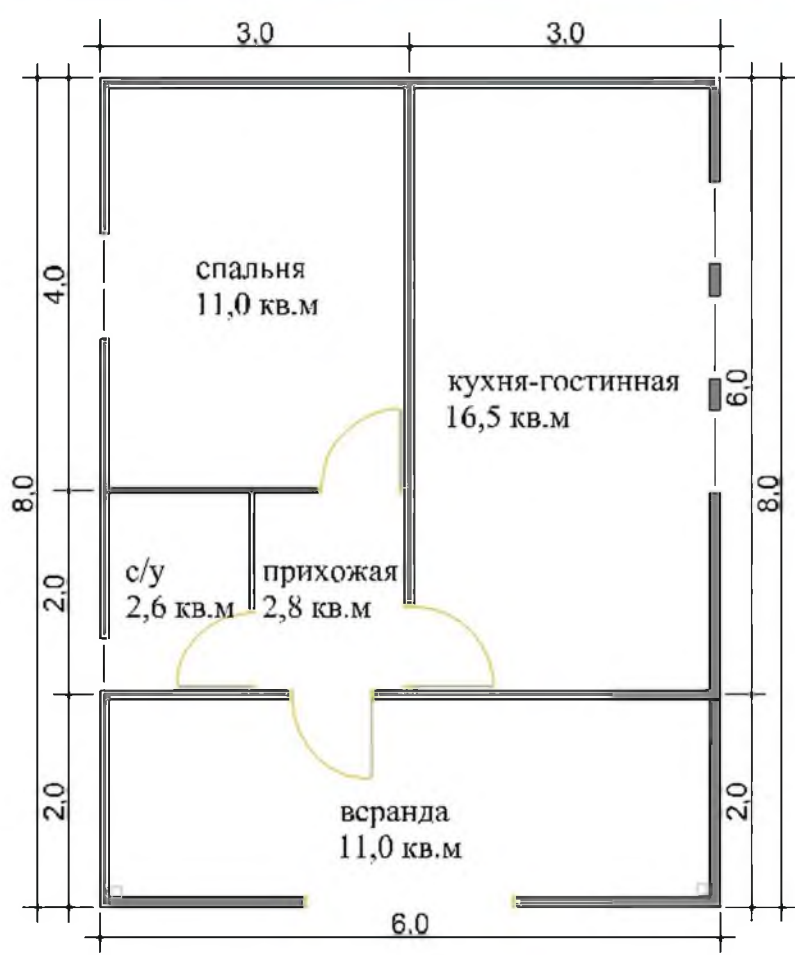 3,0
3,0
4,0
спальня
11,0 кв.м
кухня-гостинная
16,5 кв.м
6,0
8,0
8,0
2,0
с/у
2,6 кв.м
прихожая
2,8 кв.м
2,0
2,0
веранда
11,0 кв.м
6,0